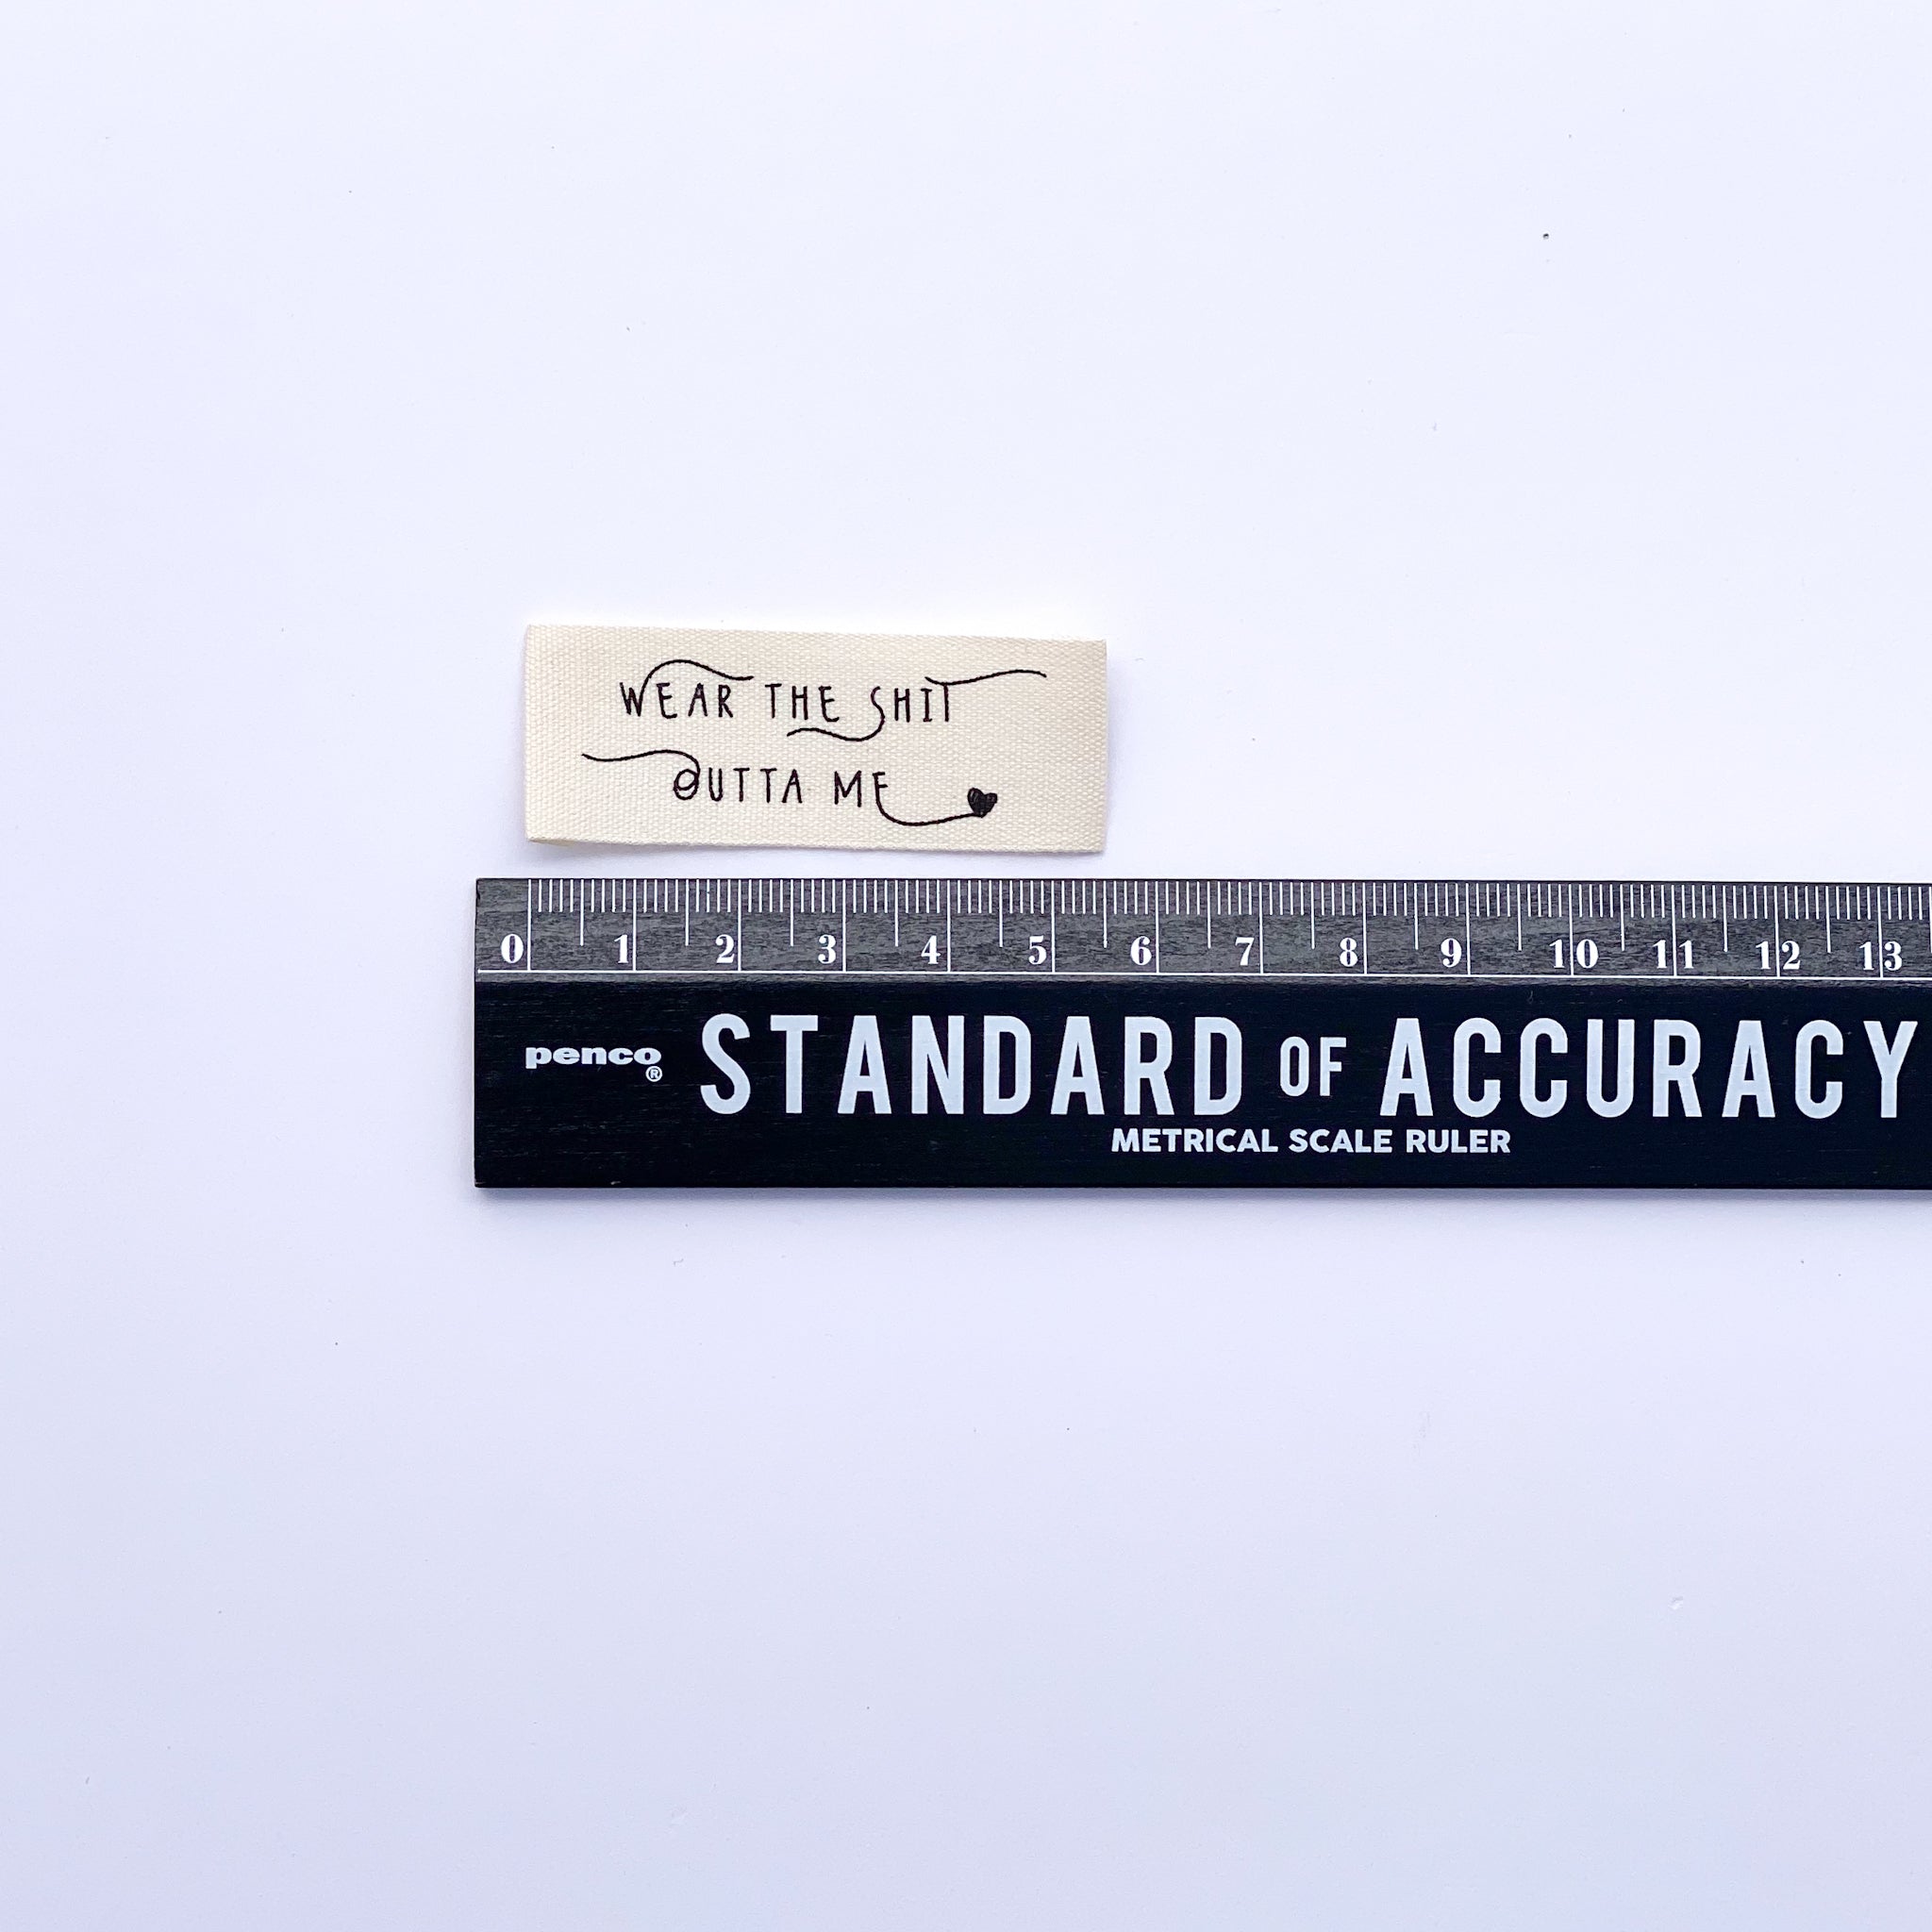 WEAR THE SHIT
OUTTA ME
0 1 2 3 4 5 6 7 8 9 10 11 12 13
penco®
STANDARD OF ACCURACY
METRICAL SCALE RULER